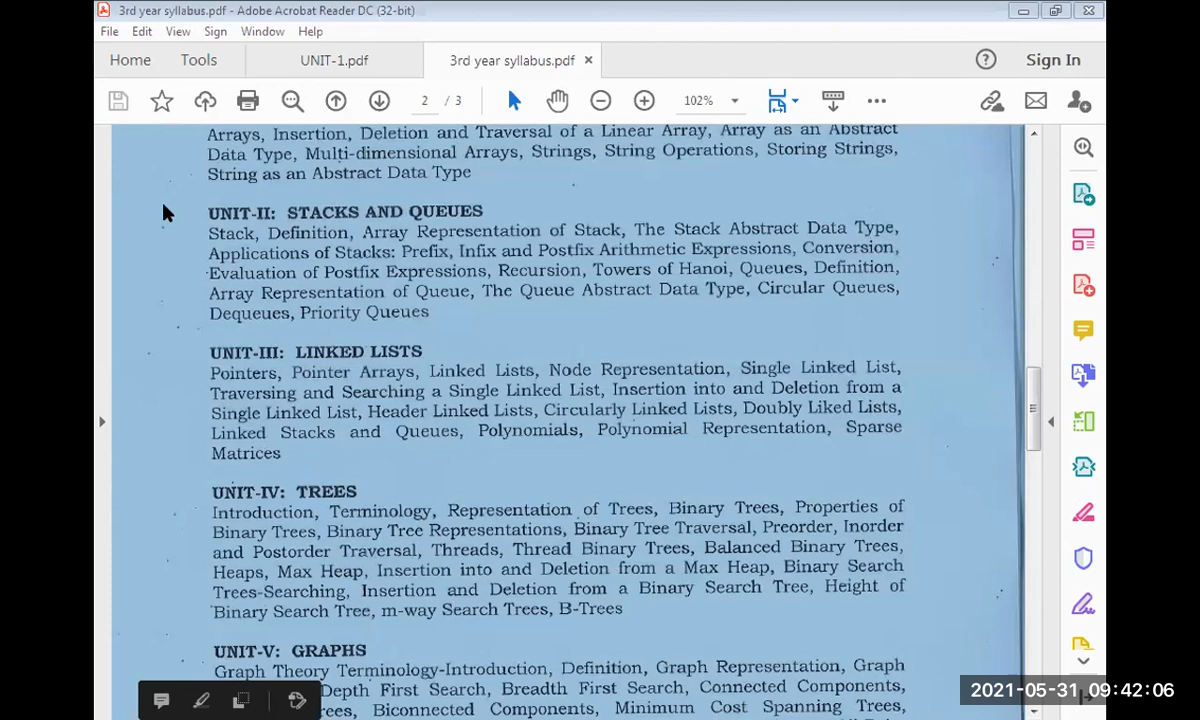 3rd year syllabus.pdf - Adobe Acrobat Reader DC (32-bit)
File Edit View Sign Window Help
Home Tools UNIT-1.pdf 3rd year syllabus.pdf × Sign In
2 / 3 102%
Arrays, Insertion, Deletion and Traversal of a Linear Array, Array as an Abstract
Data Type, Multi-dimensional Arrays, Strings, String Operations, Storing Strings,
String as an Abstract Data Type
UNIT-II: STACKS AND QUEUES
Stack, Definition, Array Representation of Stack, The Stack Abstract Data Type,
Applications of Stacks: Prefix, Infix and Postfix Arithmetic Expressions, Conversion,
Evaluation of Postfix Expressions, Recursion, Towers of Hanoi, Queues, Definition,
Array Representation of Queue, The Queue Abstract Data Type, Circular Queues,
Dequeues, Priority Queues
UNIT-III: LINKED LISTS
Pointers, Pointer Arrays, Linked Lists, Node Representation, Single Linked List,
Traversing and Searching a Single Linked List, Insertion into and Deletion from a
Single Linked List, Header Linked Lists, Circularly Linked Lists, Doubly Liked Lists,
Linked Stacks and Queues, Polynomials, Polynomial Representation, Sparse
Matrices
UNIT-IV: TREES
Introduction, Terminology, Representation of Trees, Binary Trees, Properties of
Binary Trees, Binary Tree Representations, Binary Tree Traversal, Preorder, Inorder
and Postorder Traversal, Threads, Thread Binary Trees, Balanced Binary Trees,
Heaps, Max Heap, Insertion into and Deletion from a Max Heap, Binary Search
Trees-Searching, Insertion and Deletion from a Binary Search Tree, Height of
Binary Search Tree, m-way Search Trees, B-Trees
UNIT-V: GRAPHS
Graph Theory Terminology-Introduction, Definition, Graph Representation, Graph
Depth First Search, Breadth First Search, Connected Components,
Biconnected Components, Minimum Cost Spanning Trees,
2021-05-31 09:42:06